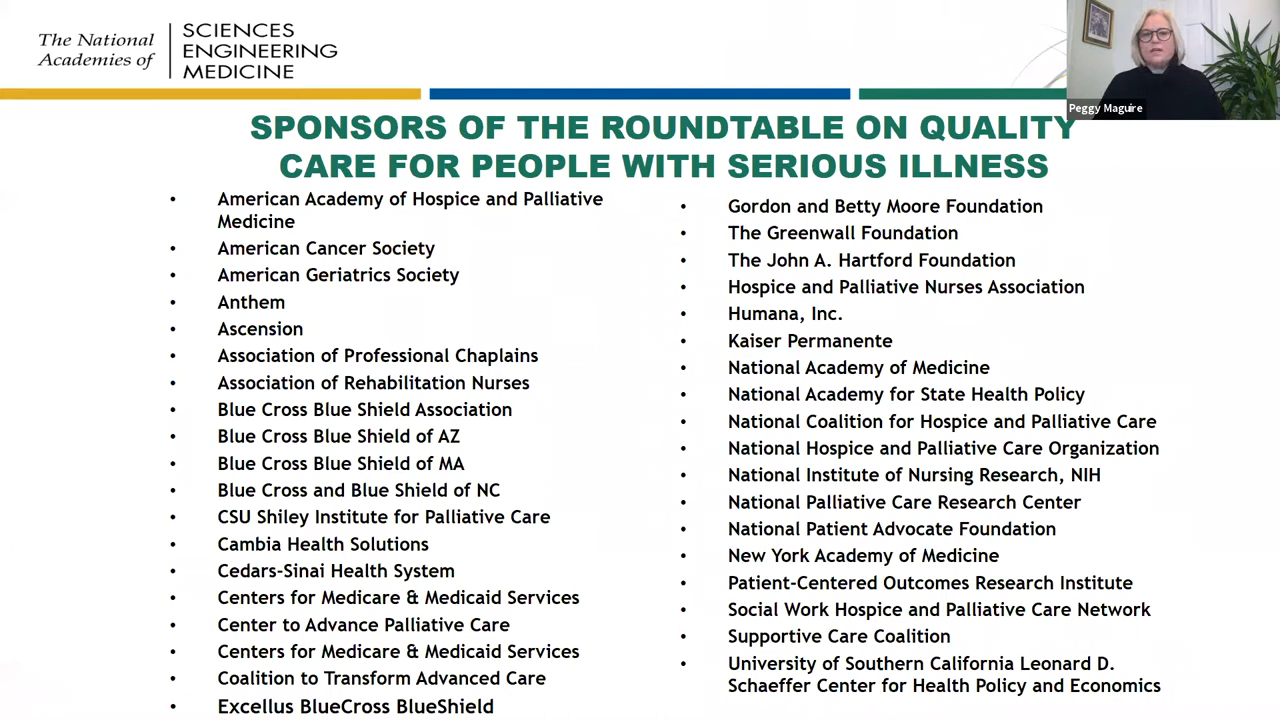 The National
Academies of
SCIENCES
ENGINEERING
MEDICINE
Peggy Maguire
SPONSORS OF THE ROUNDTABLE ON QUALITY
CARE FOR PEOPLE WITH SERIOUS ILLNESS
• American Academy of Hospice and Palliative
Medicine
• American Cancer Society
• American Geriatrics Society
• Anthem
• Ascension
• Association of Professional Chaplains
• Association of Rehabilitation Nurses
• Blue Cross Blue Shield Association
• Blue Cross Blue Shield of AZ
• Blue Cross Blue Shield of MA
• Blue Cross and Blue Shield of NC
• CSU Shiley Institute for Palliative Care
• Cambia Health Solutions
• Cedars-Sinai Health System
• Centers for Medicare & Medicaid Services
• Center to Advance Palliative Care
• Centers for Medicare & Medicaid Services
• Coalition to Transform Advanced Care
• Excellus BlueCross BlueShield
• Gordon and Betty Moore Foundation
• The Greenwall Foundation
• The John A. Hartford Foundation
• Hospice and Palliative Nurses Association
• Humana, Inc.
• Kaiser Permanente
• National Academy of Medicine
• National Academy for State Health Policy
• National Coalition for Hospice and Palliative Care
• National Hospice and Palliative Care Organization
• National Institute of Nursing Research, NIH
• National Palliative Care Research Center
• National Patient Advocate Foundation
• New York Academy of Medicine
• Patient-Centered Outcomes Research Institute
• Social Work Hospice and Palliative Care Network
• Supportive Care Coalition
• University of Southern California Leonard D.
Schaeffer Center for Health Policy and Economics